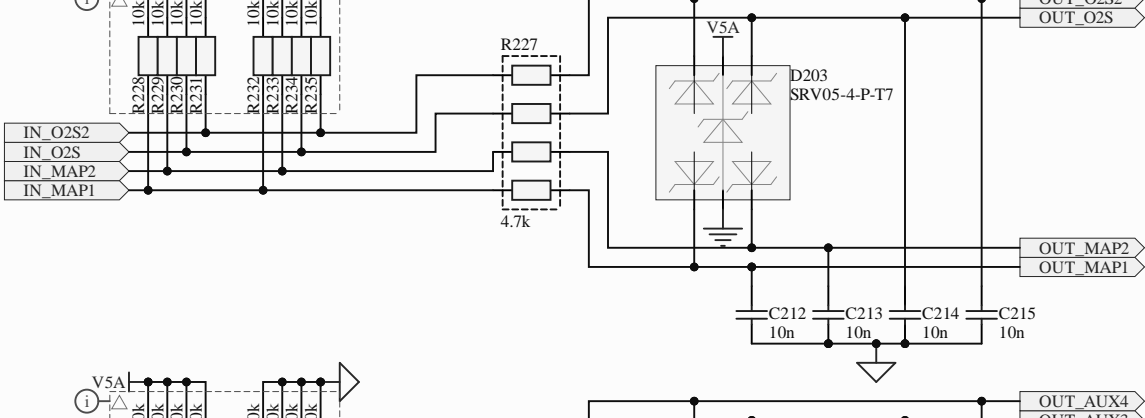 i
10k
10k
10k
10k
10k
10k
10k
10k
OUT_O2S2
OUT_O2S
V5A
R227
D203
SRV05-4-P-T7
R228
R229
R230
R231
R232
R233
R234
R235
IN_O2S2
IN_O2S
IN_MAP2
IN_MAP1
4.7k
OUT_MAP2
OUT_MAP1
C212
10n
C213
10n
C214
10n
C215
10n
V5A
i
OUT_AUX4